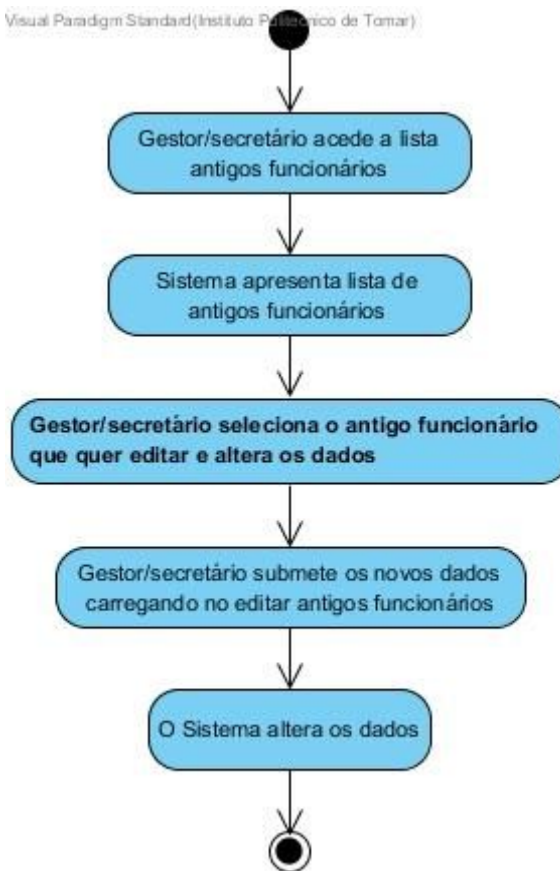 Visual Paradigm Standard(Instituto Politécnico de Tomar)
Gestor/secretário acede a lista
antigos funcionários
Sistema apresenta lista de
antigos funcionários
Gestor/secretário seleciona o antigo funcionário
que quer editar e altera os dados
Gestor/secretário submete os novos dados
carregando no editar antigos funcionários
O Sistema altera os dados